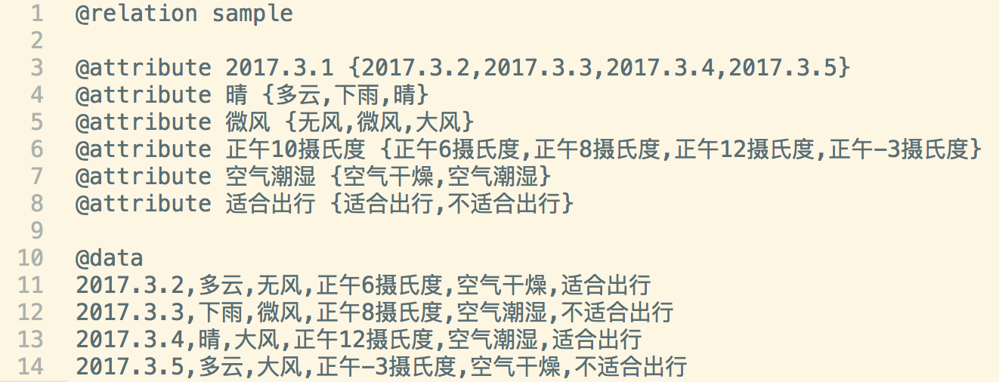 1 @relation sample
2
3 @attribute 2017.3.1 {2017.3.2,2017.3.3,2017.3.4,2017.3.5}
4 @attribute 晴 {多云,下雨,晴}
5 @attribute 微风 {无风,微风,大风}
6 @attribute 正午10摄氏度 {正午6摄氏度,正午8摄氏度,正午12摄氏度,正午-3摄氏度}
7 @attribute 空气潮湿 {空气干燥,空气潮湿}
8 @attribute 适合出行 {适合出行,不适合出行}
9
10 @data
11 2017.3.2,多云,无风,正午6摄氏度,空气干燥,适合出行
12 2017.3.3,下雨,微风,正午8摄氏度,空气潮湿,不适合出行
13 2017.3.4,晴,大风,正午12摄氏度,空气潮湿,适合出行
14 2017.3.5,多云,大风,正午-3摄氏度,空气干燥,不适合出行